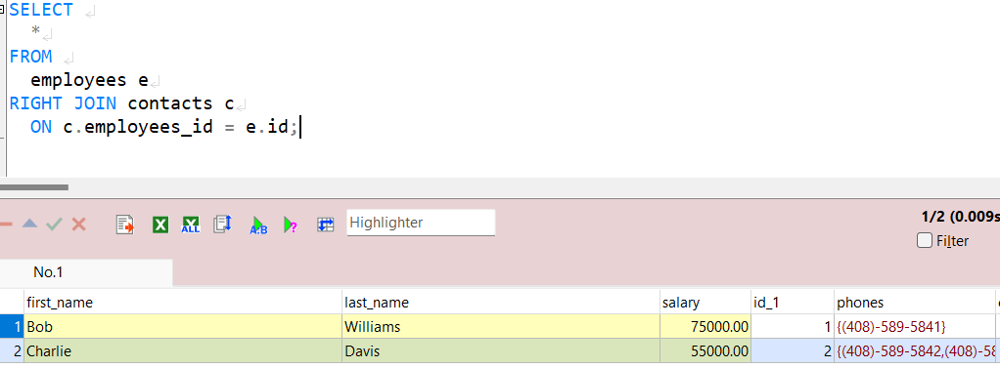 SELECT
*
FROM
employees e
RIGHT JOIN contacts c
ON c.employees_id = e.id;
ALL A:B ? Highlighter 1/2 (0.009s
Filter
No.1
first_name last_name salary id_1 phones
1 Bob Williams 75000.00 1 {(408)-589-5841}
2 Charlie Davis 55000.00 2 {(408)-589-5842,(408)-58